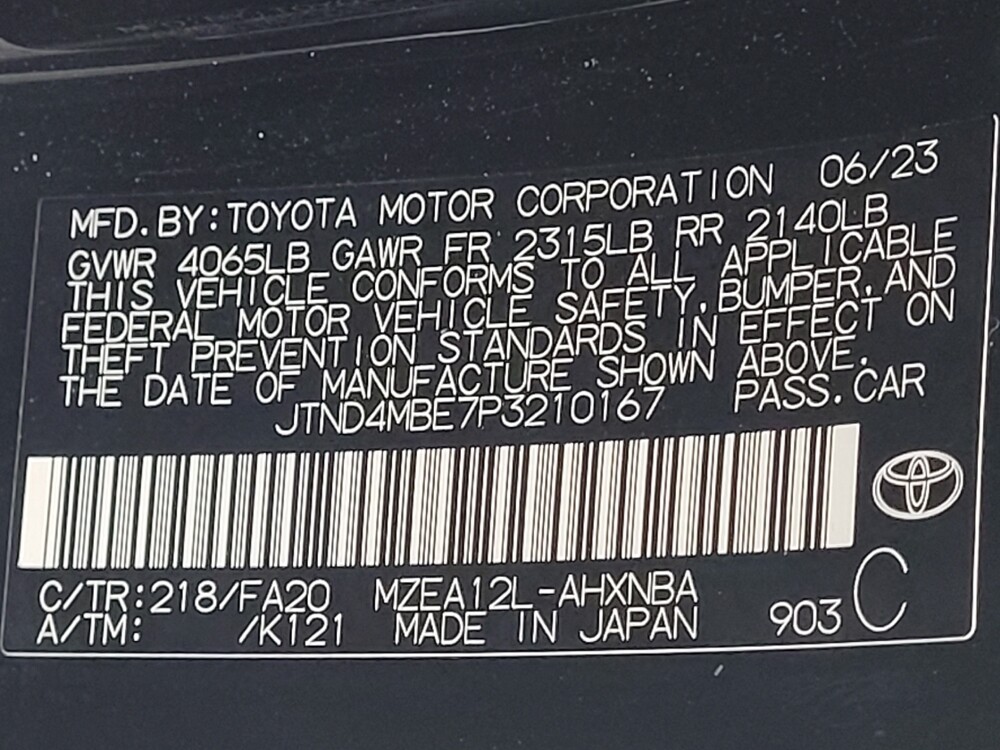 MFD. BY: TOYOTA MOTOR CORPORATION 06/23
GVWR 4065LB GAWR FR 2315LB RR 2140LB
THIS VEHICLE CONFORMS TO ALL APPLICABLE
FEDERAL MOTOR VEHICLE SAFETY, BUMPER, AND
THEFT PREVENTION STANDARDS IN EFFECT ON
THE DATE OF MANUFACTURE SHOWN ABOVE.
JTND4MBE7P3210167 PASS. CAR
C/TR: 218/FA20 MZEA12L-AHXNBA
A/TM: /K121 MADE IN JAPAN 903 C